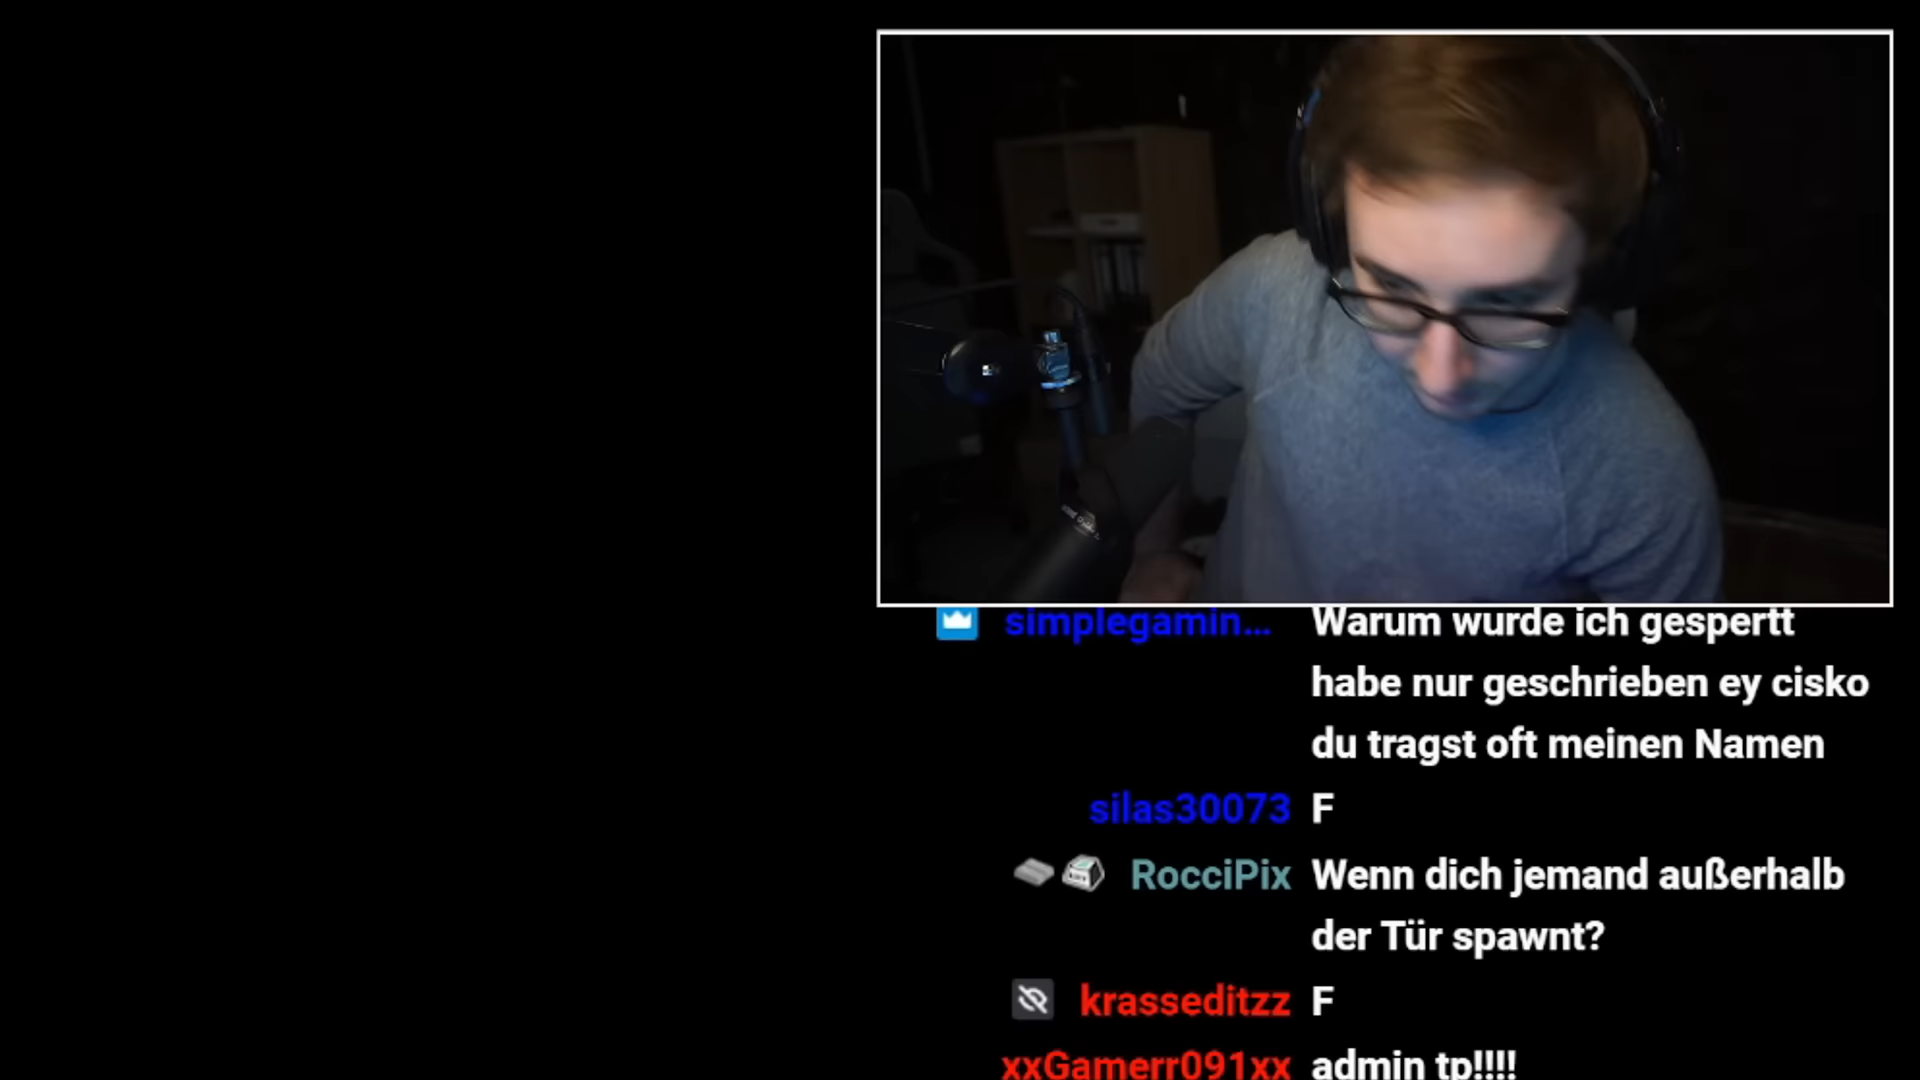 simplegamin... Warum wurde ich gespertt
habe nur geschrieben ey cisko
du tragst oft meinen Namen
silas30073 F
RocciPix Wenn dich jemand außerhalb
der Tür spawnt?
krasseditzz F
xxGamerr091xx admin tp!!!!